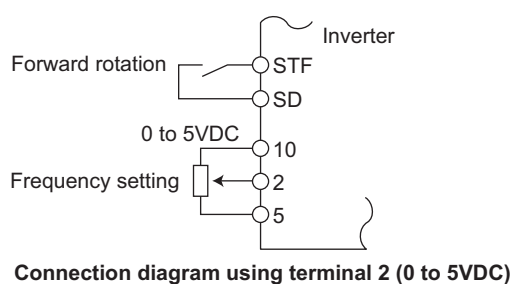 Inverter
Forward rotation
STF
SD
0 to 5VDC
10
Frequency setting
2
5
Connection diagram using terminal 2 (0 to 5VDC)